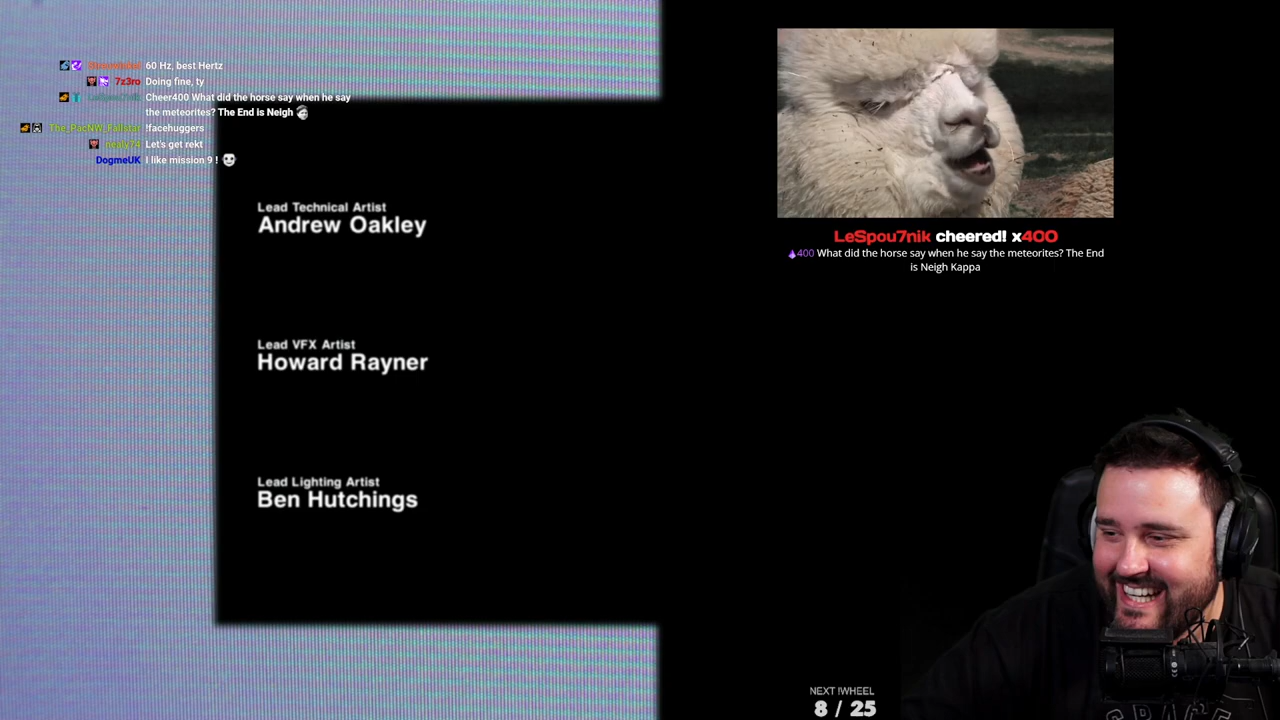 60 Hz, best Hertz
7z3ro Doing fine, ty
Cheer400 What did the horse say when he say
the meteorites? The End is Neigh
The_PacNW_Fallstar !facehuggers
nealy74 Let's get rekt
DogmeUK I like mission 9 !
Lead Technical Artist
Andrew Oakley
Lead VFX Artist
Howard Rayner
Lead Lighting Artist
Ben Hutchings
LeSpou7nik cheered! x400
400 What did the horse say when he say the meteorites? The End
is Neigh Kappa
NEXT !WHEEL
8 / 25